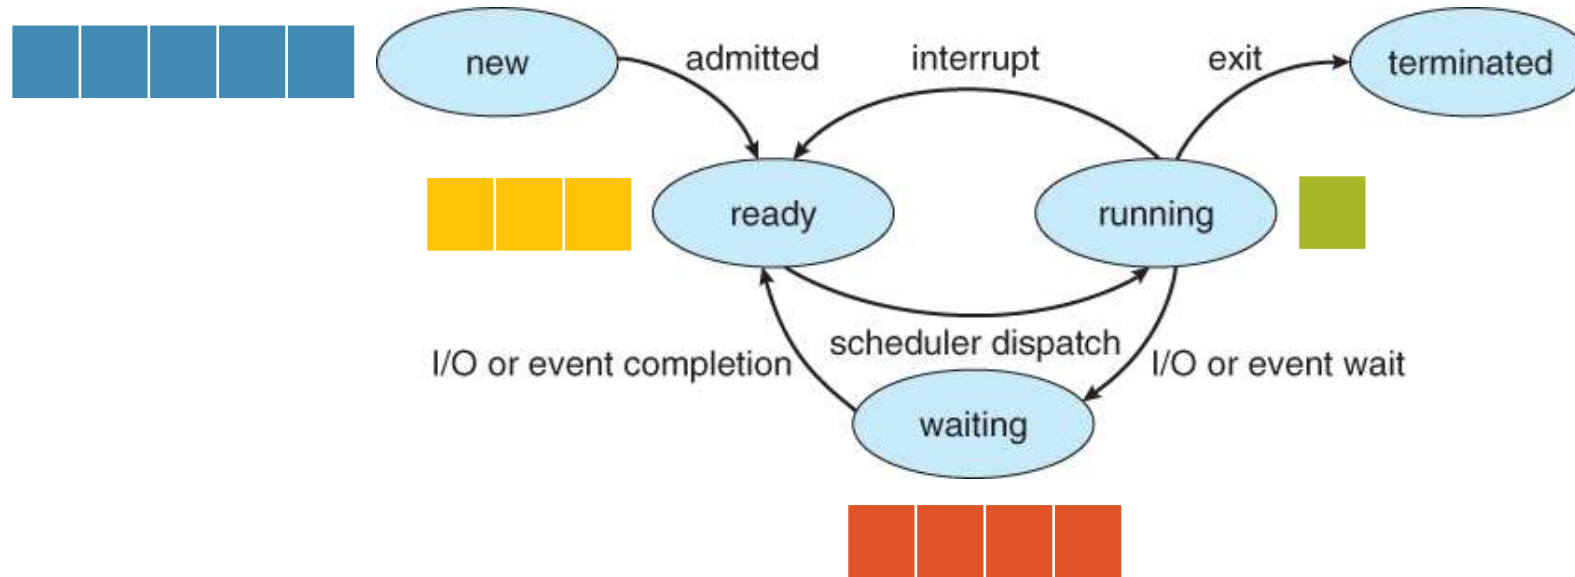 new
admitted
interrupt
exit
terminated
ready
running
scheduler dispatch
I/O or event completion
I/O or event wait
waiting